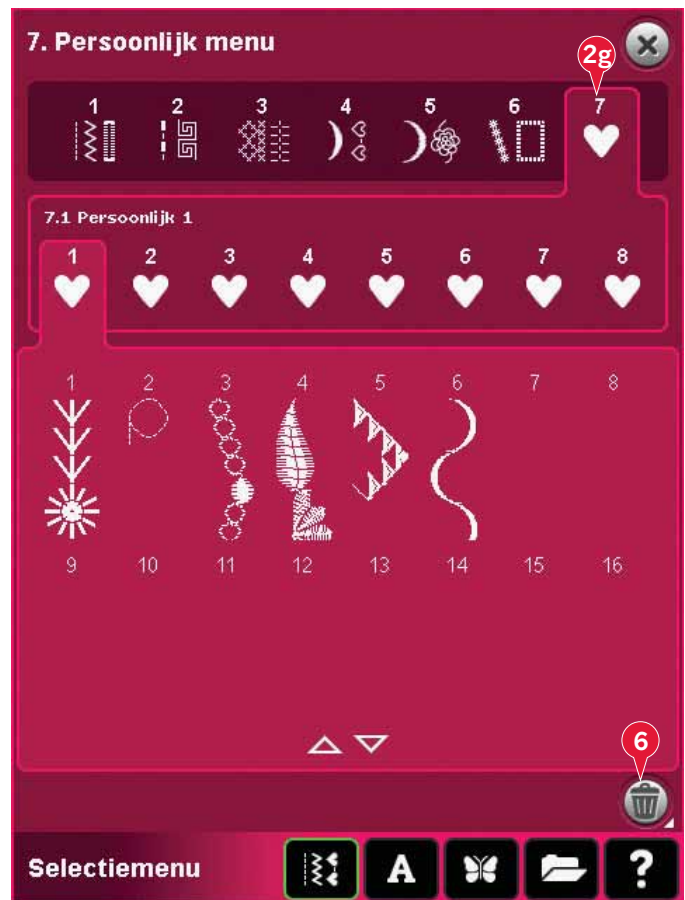 7. Persoonlijk menu
2g
1 2 3 4 5 6 7
7.1 Persoonlijk 1
1 2 3 4 5 6 7 8
1 2 3 4 5 6 7 8
9 10 11 12 13 14 15 16
6
Selectiemenu A ?